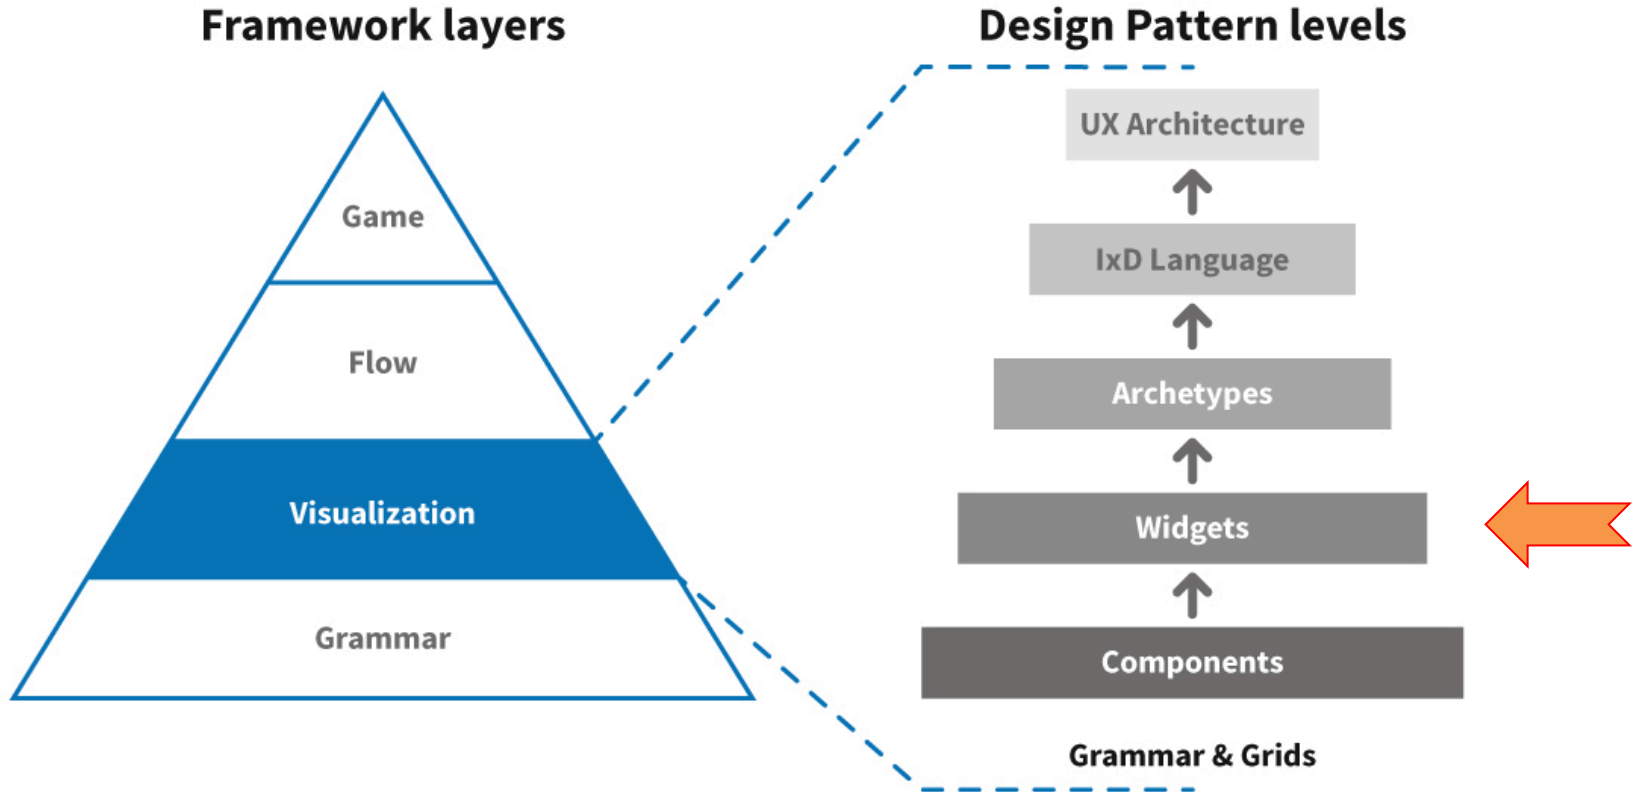 Framework layers
Game
Flow
Visualization
Grammar
Design Pattern levels
UX Architecture
IxD Language
Archetypes
Widgets
Components
Grammar & Grids